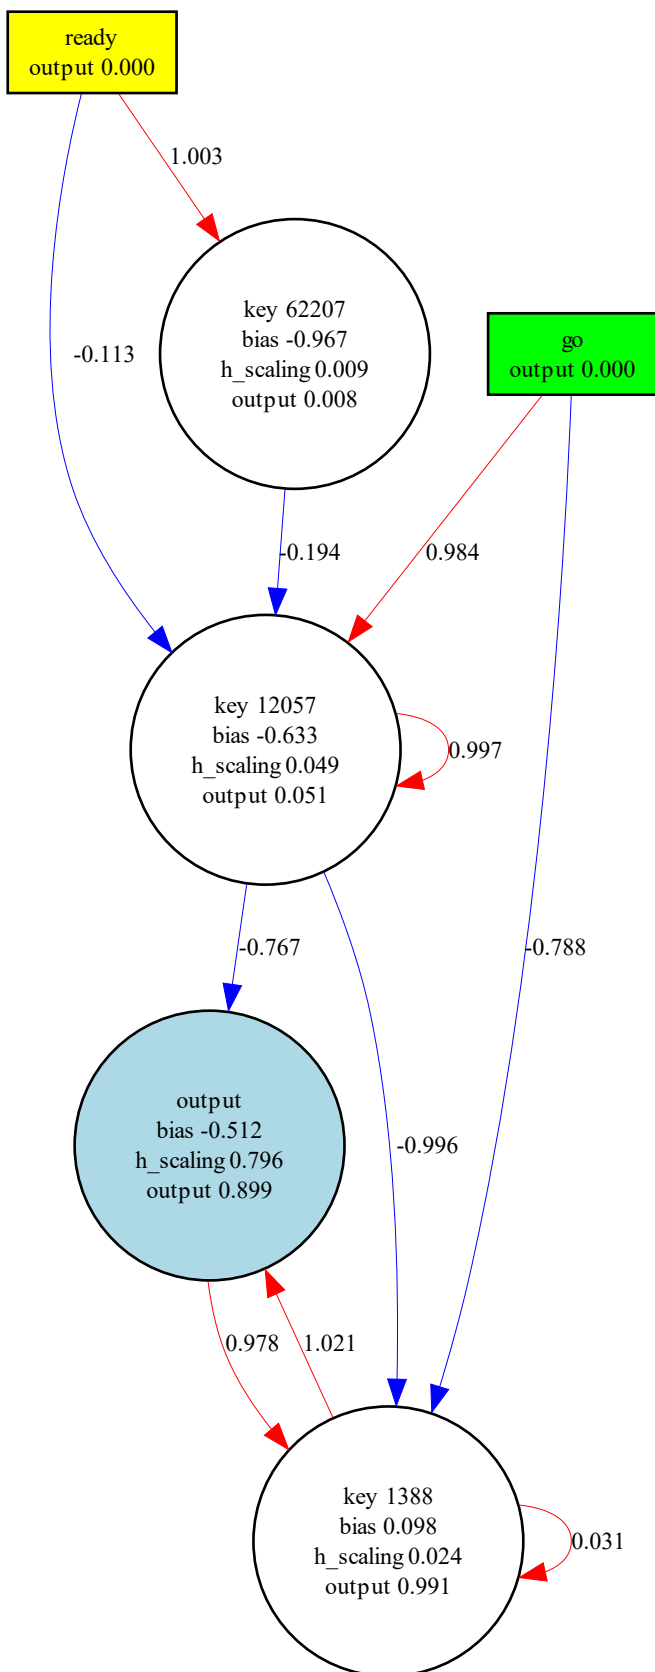 ready
output 0.000
1.003
key 62207
bias -0.967
h_scaling 0.009
output 0.008
go
output 0.000
-0.113
-0.194
0.984
key 12057
bias -0.633
h_scaling 0.049
output 0.051
0.997
-0.767
-0.788
output
bias -0.512
h_scaling 0.796
output 0.899
-0.996
0.978
1.021
key 1388
bias 0.098
h_scaling 0.024
output 0.991
0.031